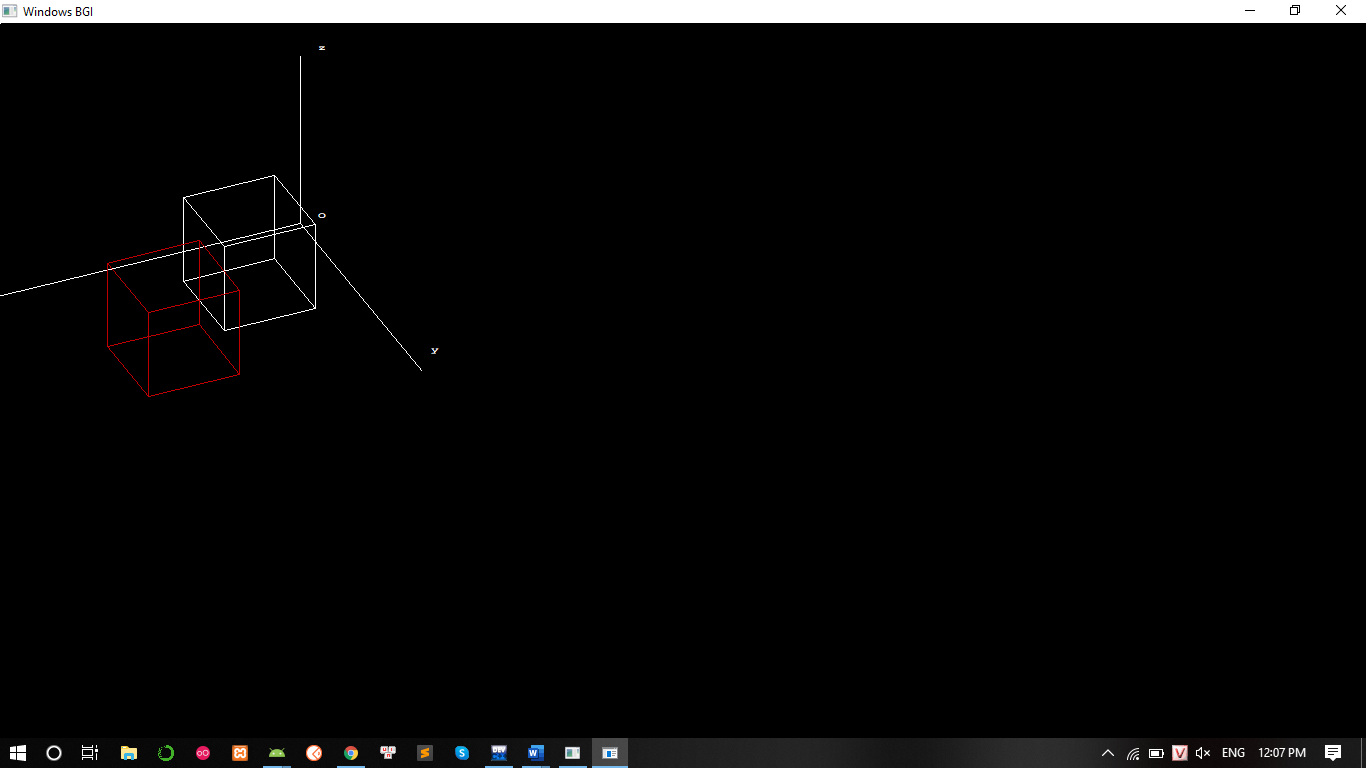 Windows BGI
z
O
y
ENG
12:07 PM